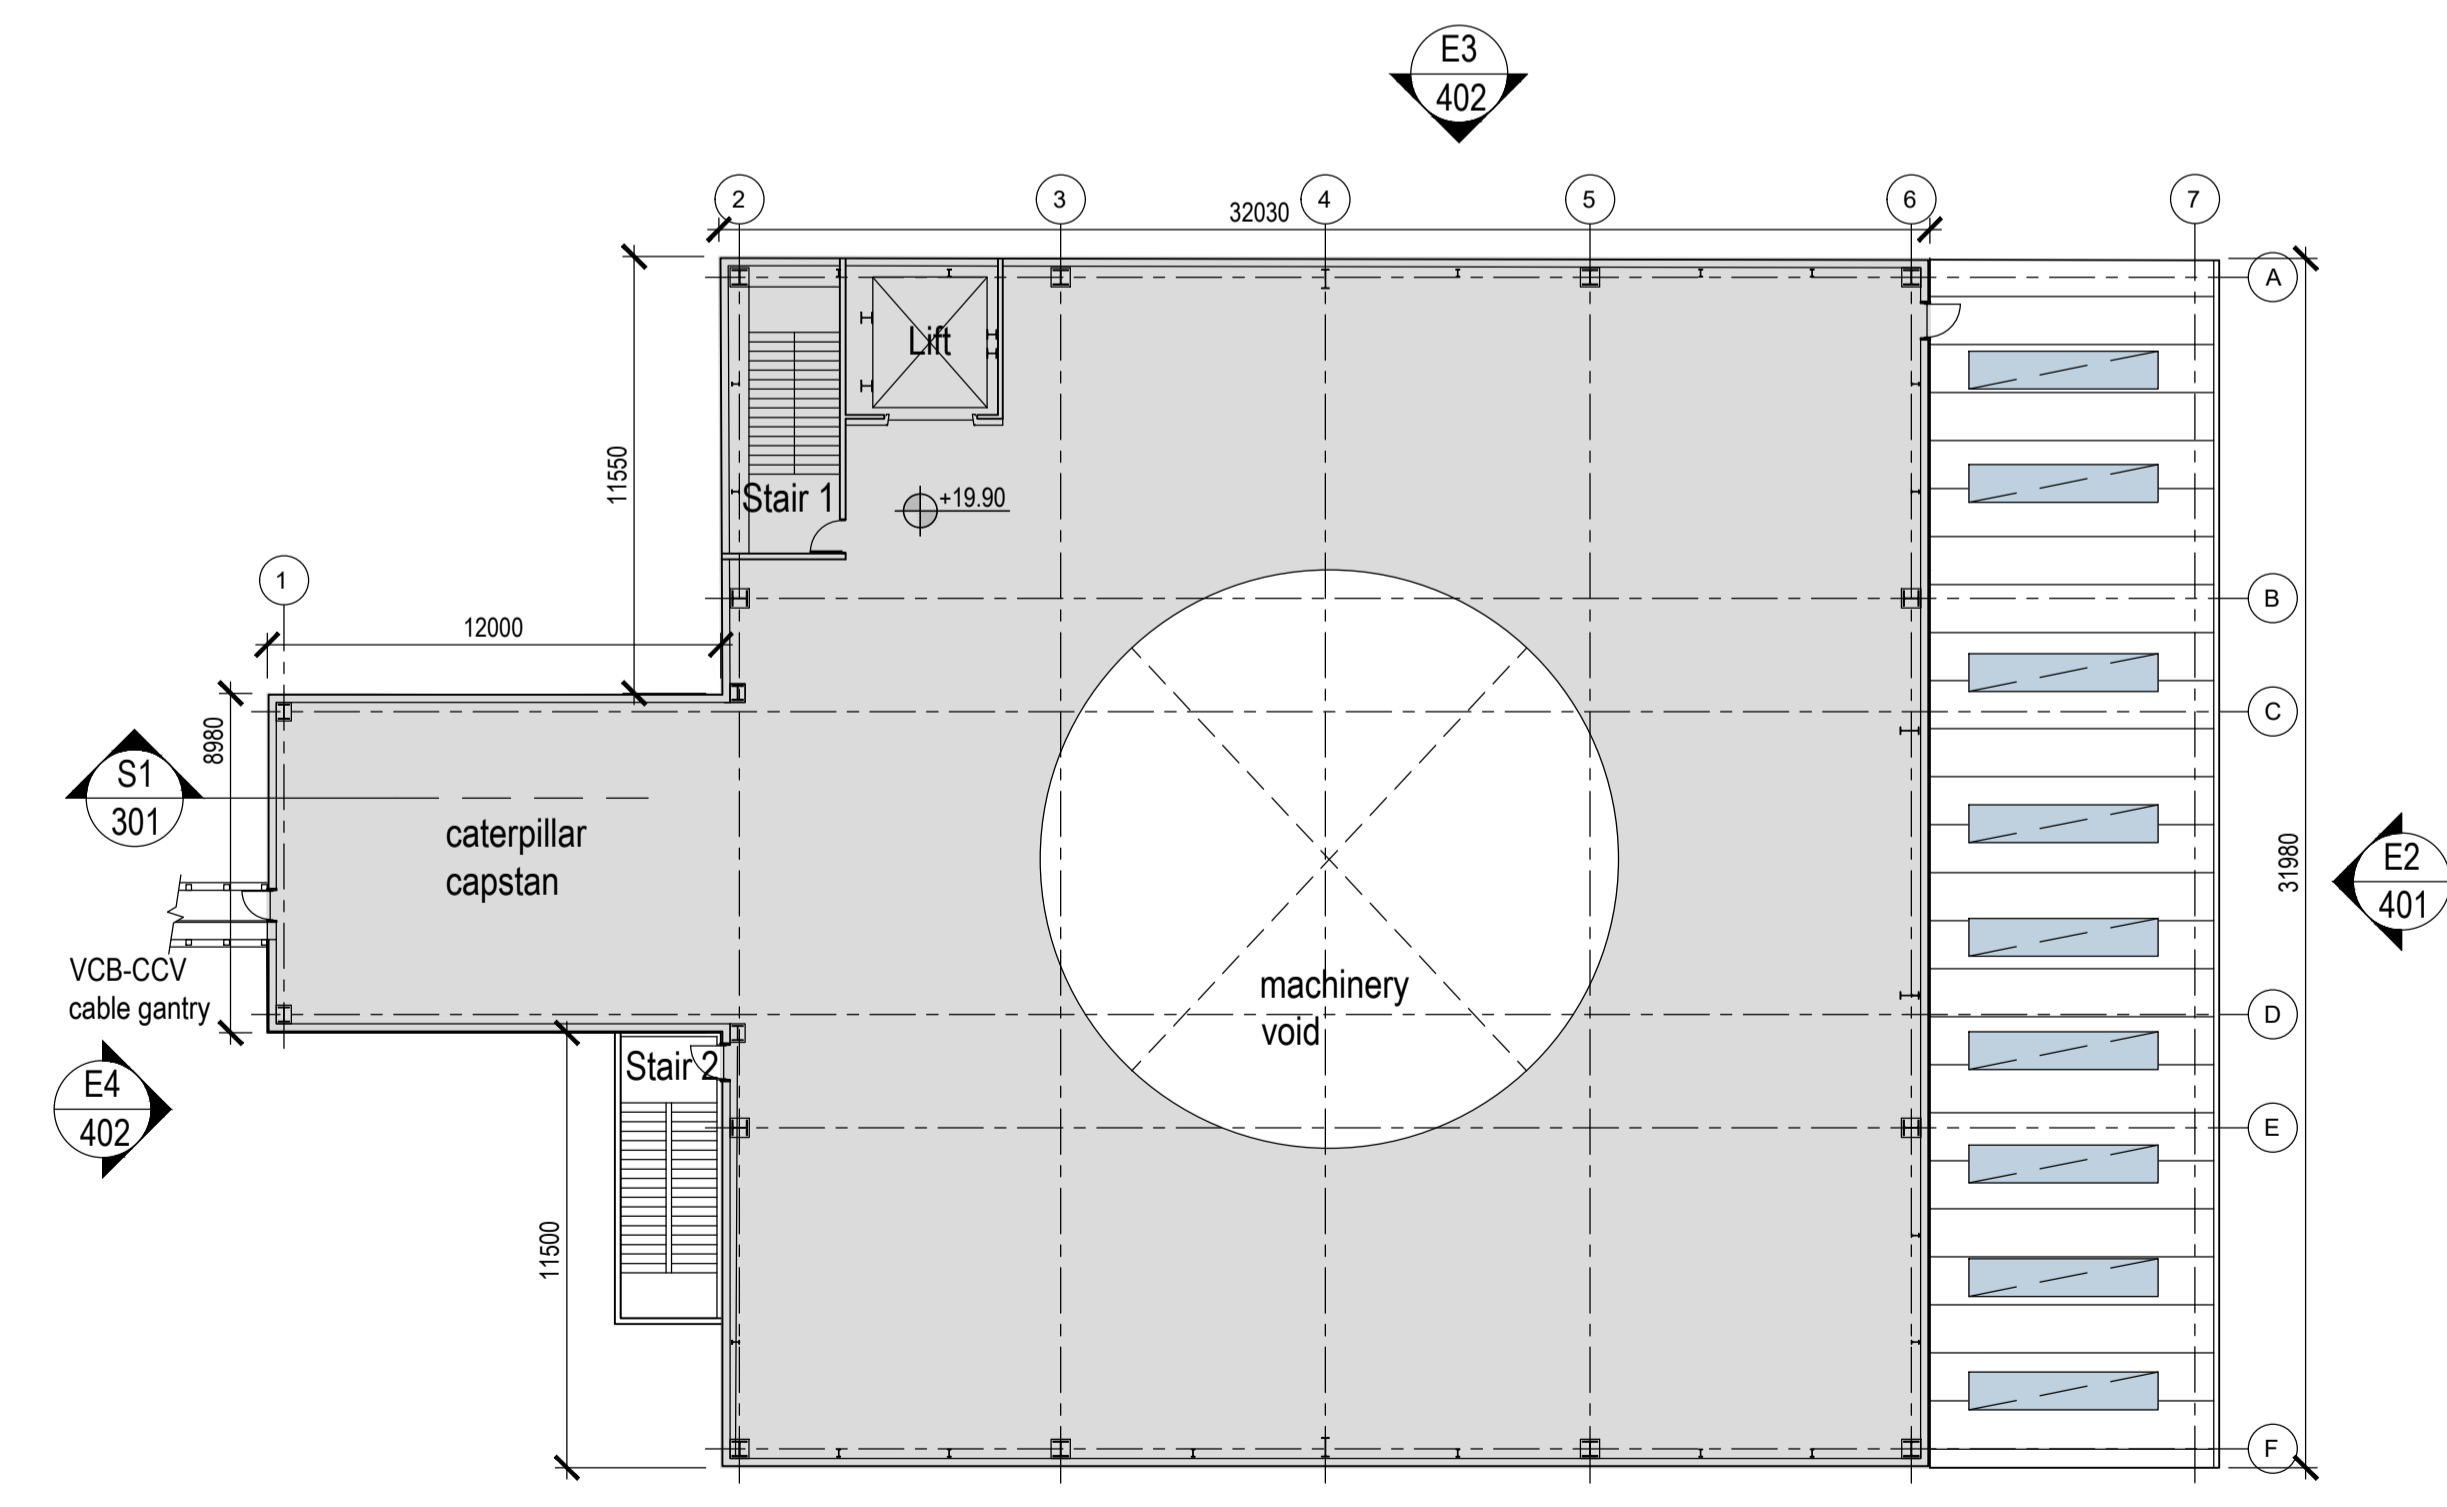 E3
402
2
3
4
5
6
7
32030
A
Lift
11550
Stair 1
+19.90
1
B
12000
C
8980
S1
301
caterpillar
capstan
31980
E2
401
VCB-CCV
cable gantry
machinery
void
D
Stair 2
E4
402
E
11500
F